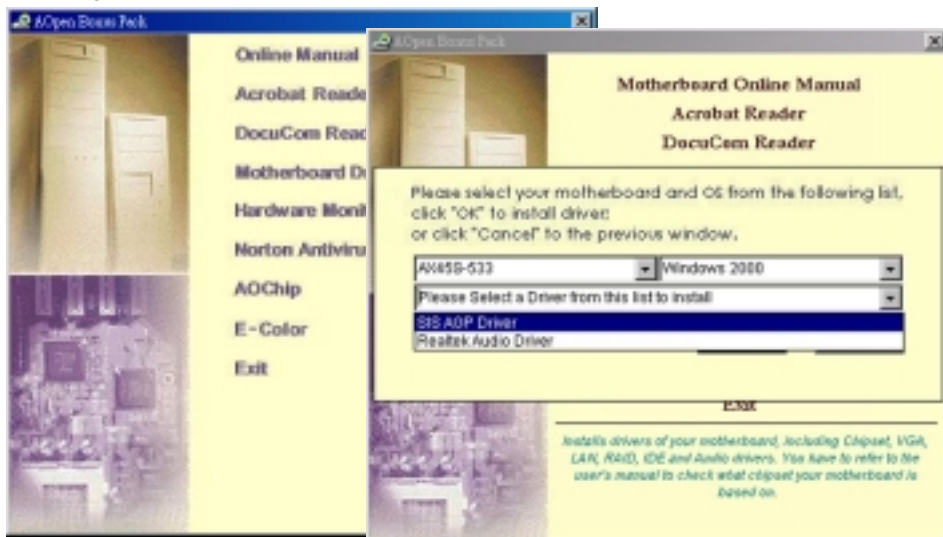 AOpen Bonus Pack
Online Manual
Acrobat Reade
DocuCom Read
Motherboard D
Hardware Monit
Norton Antiviru
AOChip
E-Color
Exit
AOpen Bonus Pack
Motherboard Online Manual
Acrobat Reader
DocuCom Reader
Please select your motherboard and OS from the following list,
click "OK" to install driver:
or click "Cancel" to the previous window.
AX45S-533
Windows 2000
Please Select a Driver from this list to install
SIS AGP Driver
Realtek Audio Driver
Exit
Installs drivers of your motherboard, including Chipset, VGA,
LAN, RAID, IDE and Audio drivers. You have to refer to the
user's manual to check what chipset your motherboard is
based on.